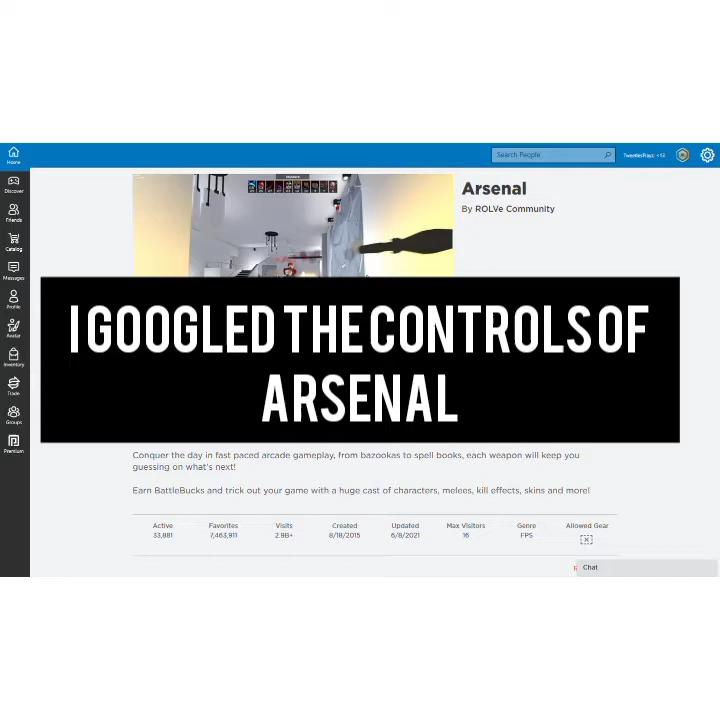 Home
Search People
Discover
Arsenal
By ROLVe Community
Friends
Catalog
Messages
Profile
Avatar
Inventory
Trade
Groups
Premium
I GOOGLED THE CONTROLS OF
ARSENAL
Conquer the day in fast paced arcade gameplay, from bazookas to spell books, each weapon will keep you
guessing on what's next!
Earn BattleBucks and trick out your game with a huge cast of characters, melees, kill effects, skins and more!
Active Favorites Visits Created Updated Max Visitors Genre Allowed Gear
33,881 7,463,911 2.9B+ 8/18/2015 6/8/2021 16 FPS
Chat